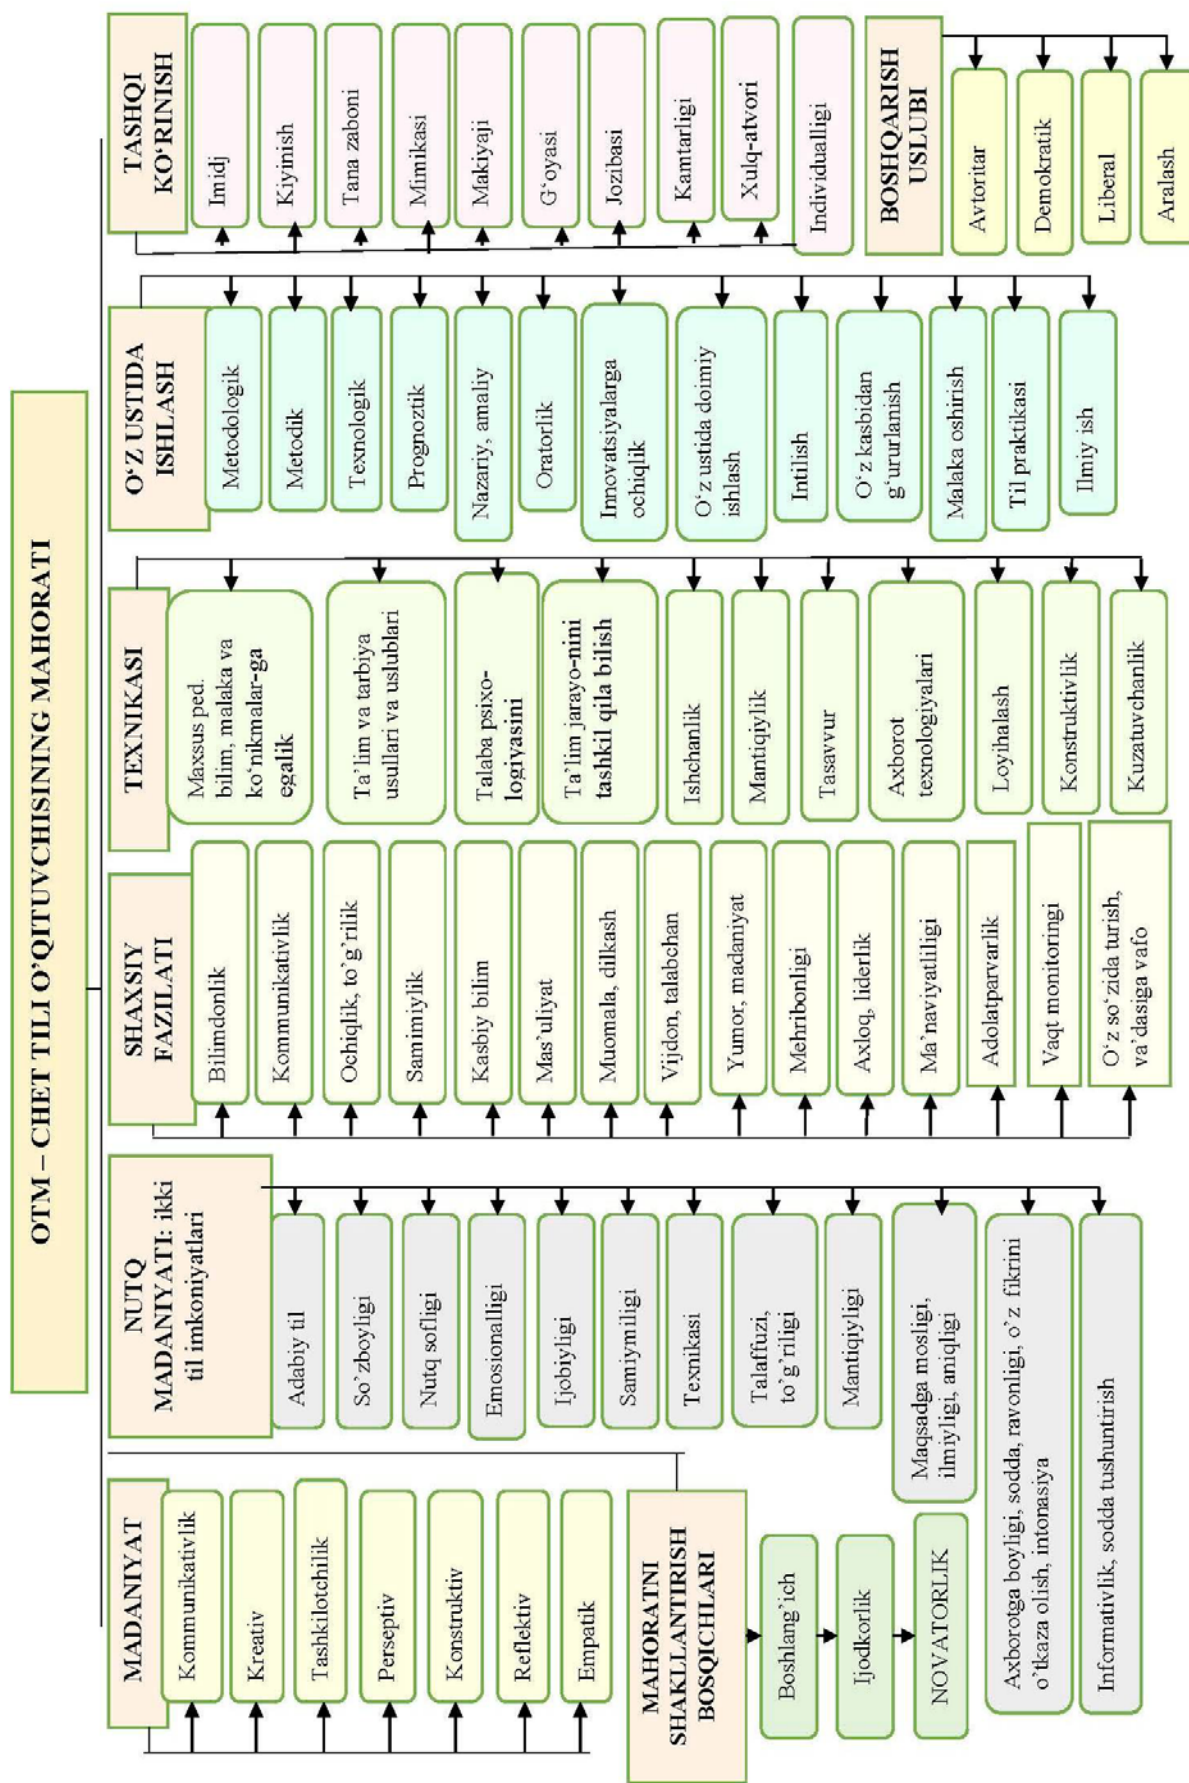 OTM – CHET TILI O'QITUVCHISINING MAHORATI
MADANIYAT
Kommunikativlik
Kreativ
Tashkilotchilik
Perseptiv
Konstruktiv
Reflektiv
Empatik
MAHORATNI
SHAKLLANTIRISH
BOSQICHLARI
Boshlang'ich
Ijodkorlik
NOVATORLIK
NUTQ
MADANIYATI: ikki
til imkoniyatlari
Adabiy til
So'zboyligi
Nutq sofligi
Emosionalligi
Ijobiyligi
Samiymiligi
Texnikasi
Talaffuzi,
to'g'riligi
Mantiqiyligi
Maqsadga mosligi,
ilmiyligi, aniqligi
Axborotga boyligi, sodda, ravonligi, o'z fikrini
o'tkaza olish, intonasiya
Informativlik, sodda tushuntirish
SHAXSIY
FAZILATI
Bilimdonlik
Kommunikativlik
Ochiqlik, to'g'rilik
Samimiylik
Kasbiy bilim
Mas'uliyat
Muomala, dilkash
Vijdon, talabchan
Yumor, madaniyat
Mehribonligi
Axloq, liderlik
Ma'naviyatliligi
Adolatparvarlik
Vaqt monitoringi
O'z so'zida turish,
va'dasiga vafo
TEXNIKASI
Maxsus ped.
bilim, malaka va
ko'nikmalar-ga
egalik
Ta'lim va tarbiya
usullari va uslublari
Talaba psixo-
logiyasini
Ta'lim jarayo-nini
tashkil qila bilish
Ishchanlik
Mantiqiylik
Tasavvur
Axborot
texnologiyalari
Loyihalash
Konstruktivlik
Kuzatuvchanlik
O'Z USTIDA
ISHLASH
Metodologik
Metodik
Texnologik
Prognoztik
Nazariy, amaliy
Oratorlik
Innovatsiyalarga
ochiqlik
O'z ustida doimiy
ishlash
Intilish
O'z kasbidan
g'ururlanish
Malaka oshirish
Til praktikasi
Ilmiy ish
TASHQI
KO'RINISH
Imidj
Kiyinish
Tana zaboni
Mimikasi
Makiyaji
G'oyasi
Jozibasi
Kamtarligi
Xulq-atvori
Individualligi
BOSHQARISH
USLUBI
Avtoritar
Demokratik
Liberal
Aralash